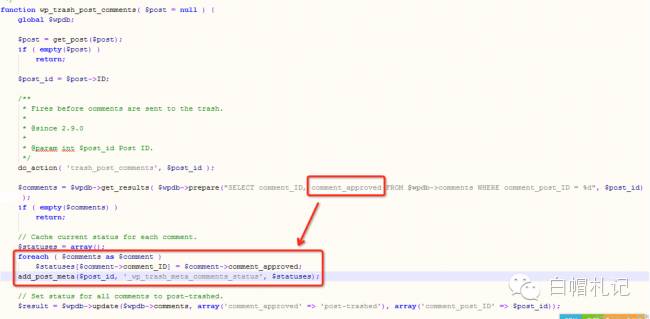 function wp_trash_post_comments( $post = null ) {
global $wpdb;
$post = get_post($post);
if ( empty($post) )
return;
$post_id = $post->ID;
/**
* Fires before comments are sent to the trash.
*
* @since 2.9.0
*
* @param int $post_id Post ID.
*/
do_action( 'trash_post_comments', $post_id );
$comments = $wpdb->get_results( $wpdb->prepare("SELECT comment_ID, comment_approved FROM $wpdb->comments WHERE comment_post_ID = %d", $post_id)
);
if ( empty($comments) )
return;
// Cache current status for each comment.
$statuses = array();
foreach ( $comments as $comment )
$statuses[$comment->comment_ID] = $comment->comment_approved;
add_post_meta($post_id, '_wp_trash_meta_comments_status', $statuses);
// Set status for all comments to post-trashed.
$result = $wpdb->update($wpdb->comments, array('comment_approved' => 'post-trashed'), array('comment_post_ID' => $post_id));
白帽札记